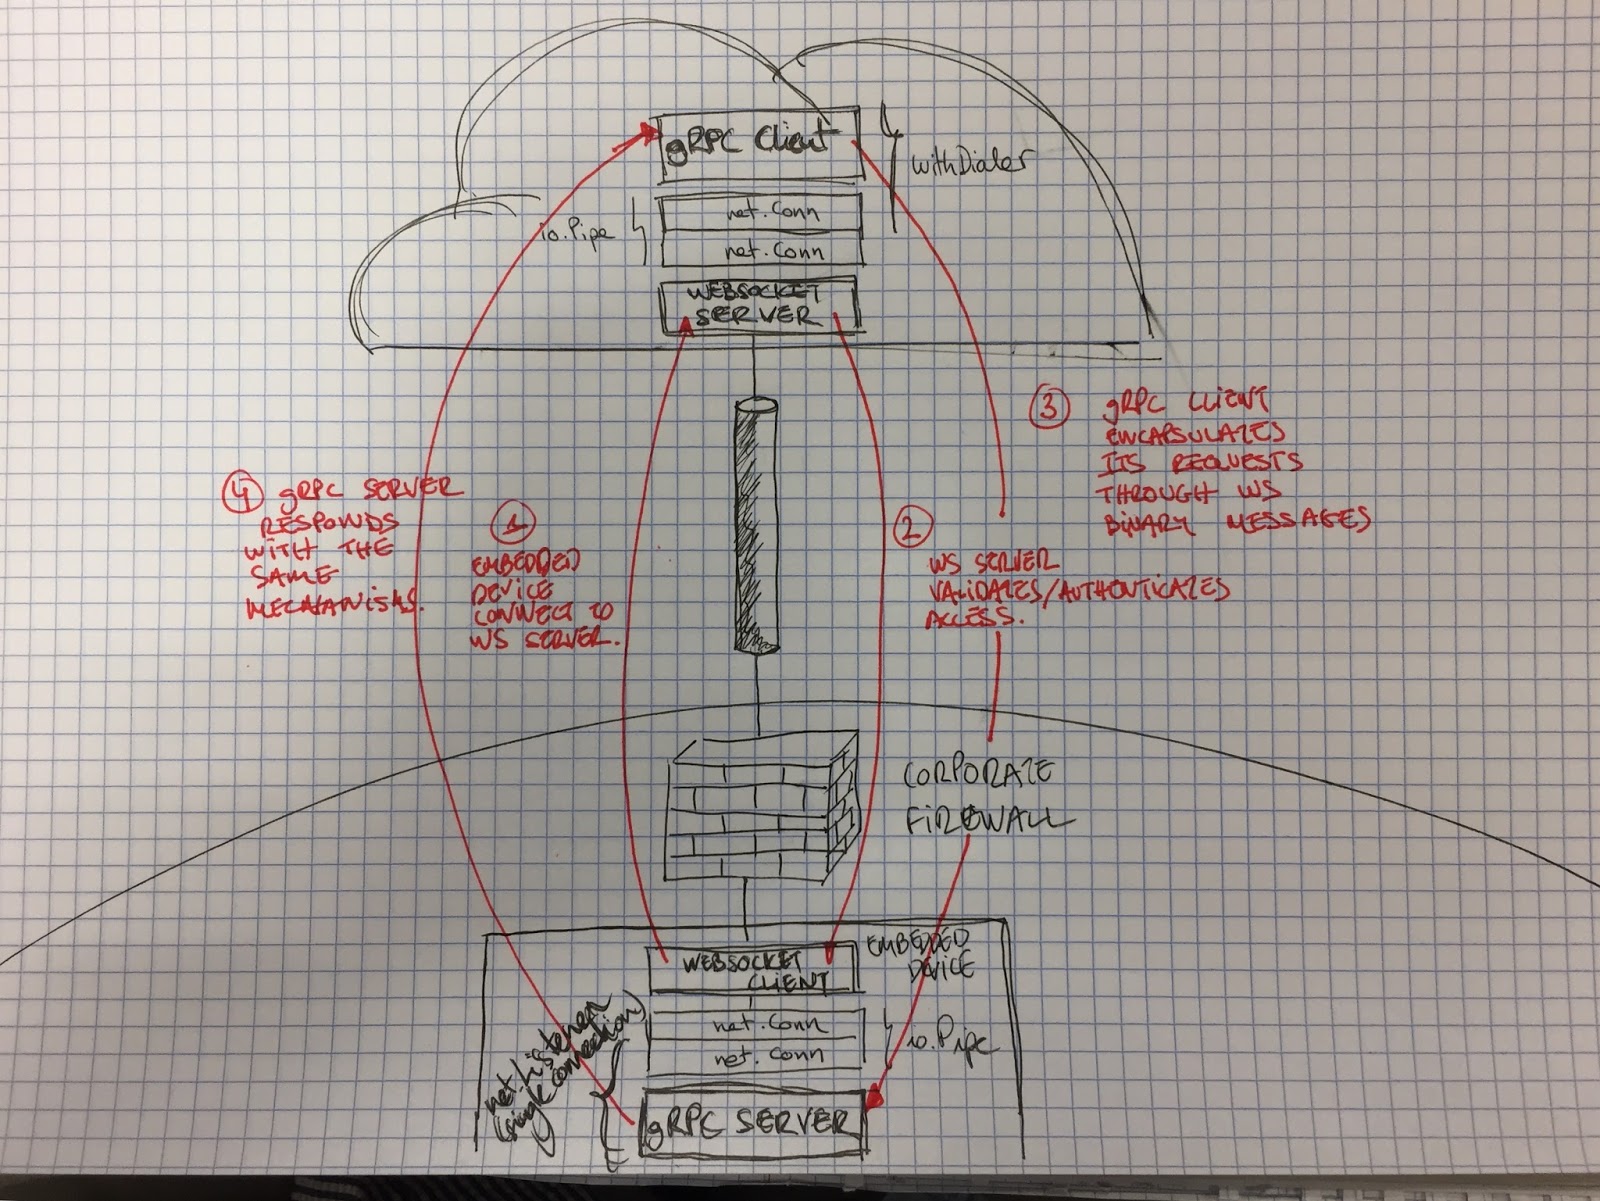 gRPC Client
withDialer
net.Conn
io.Pipe
net.Conn
WEBSOCKET
SERVER
3 gRPC CLIENT
ENCAPSULATES
ITS REQUESTS
THROUGH WS
BINARY MESSAGES
4 gRPC SERVER
RESPONDS
WITH THE
SAME
MECHANISMS.
1
EMBEDDED
DEVICE
CONNECT TO
WS SERVER.
2
WS SERVER
VALIDATES/AUTHENTICATES
ACCESS.
CORPORATE
FIREWALL
EMBEDDED
DEVICE
WEBSOCKET
CLIENT
net.Conn
io.Pipe
net.Conn
net.Listener
(single connection)
gRPC SERVER